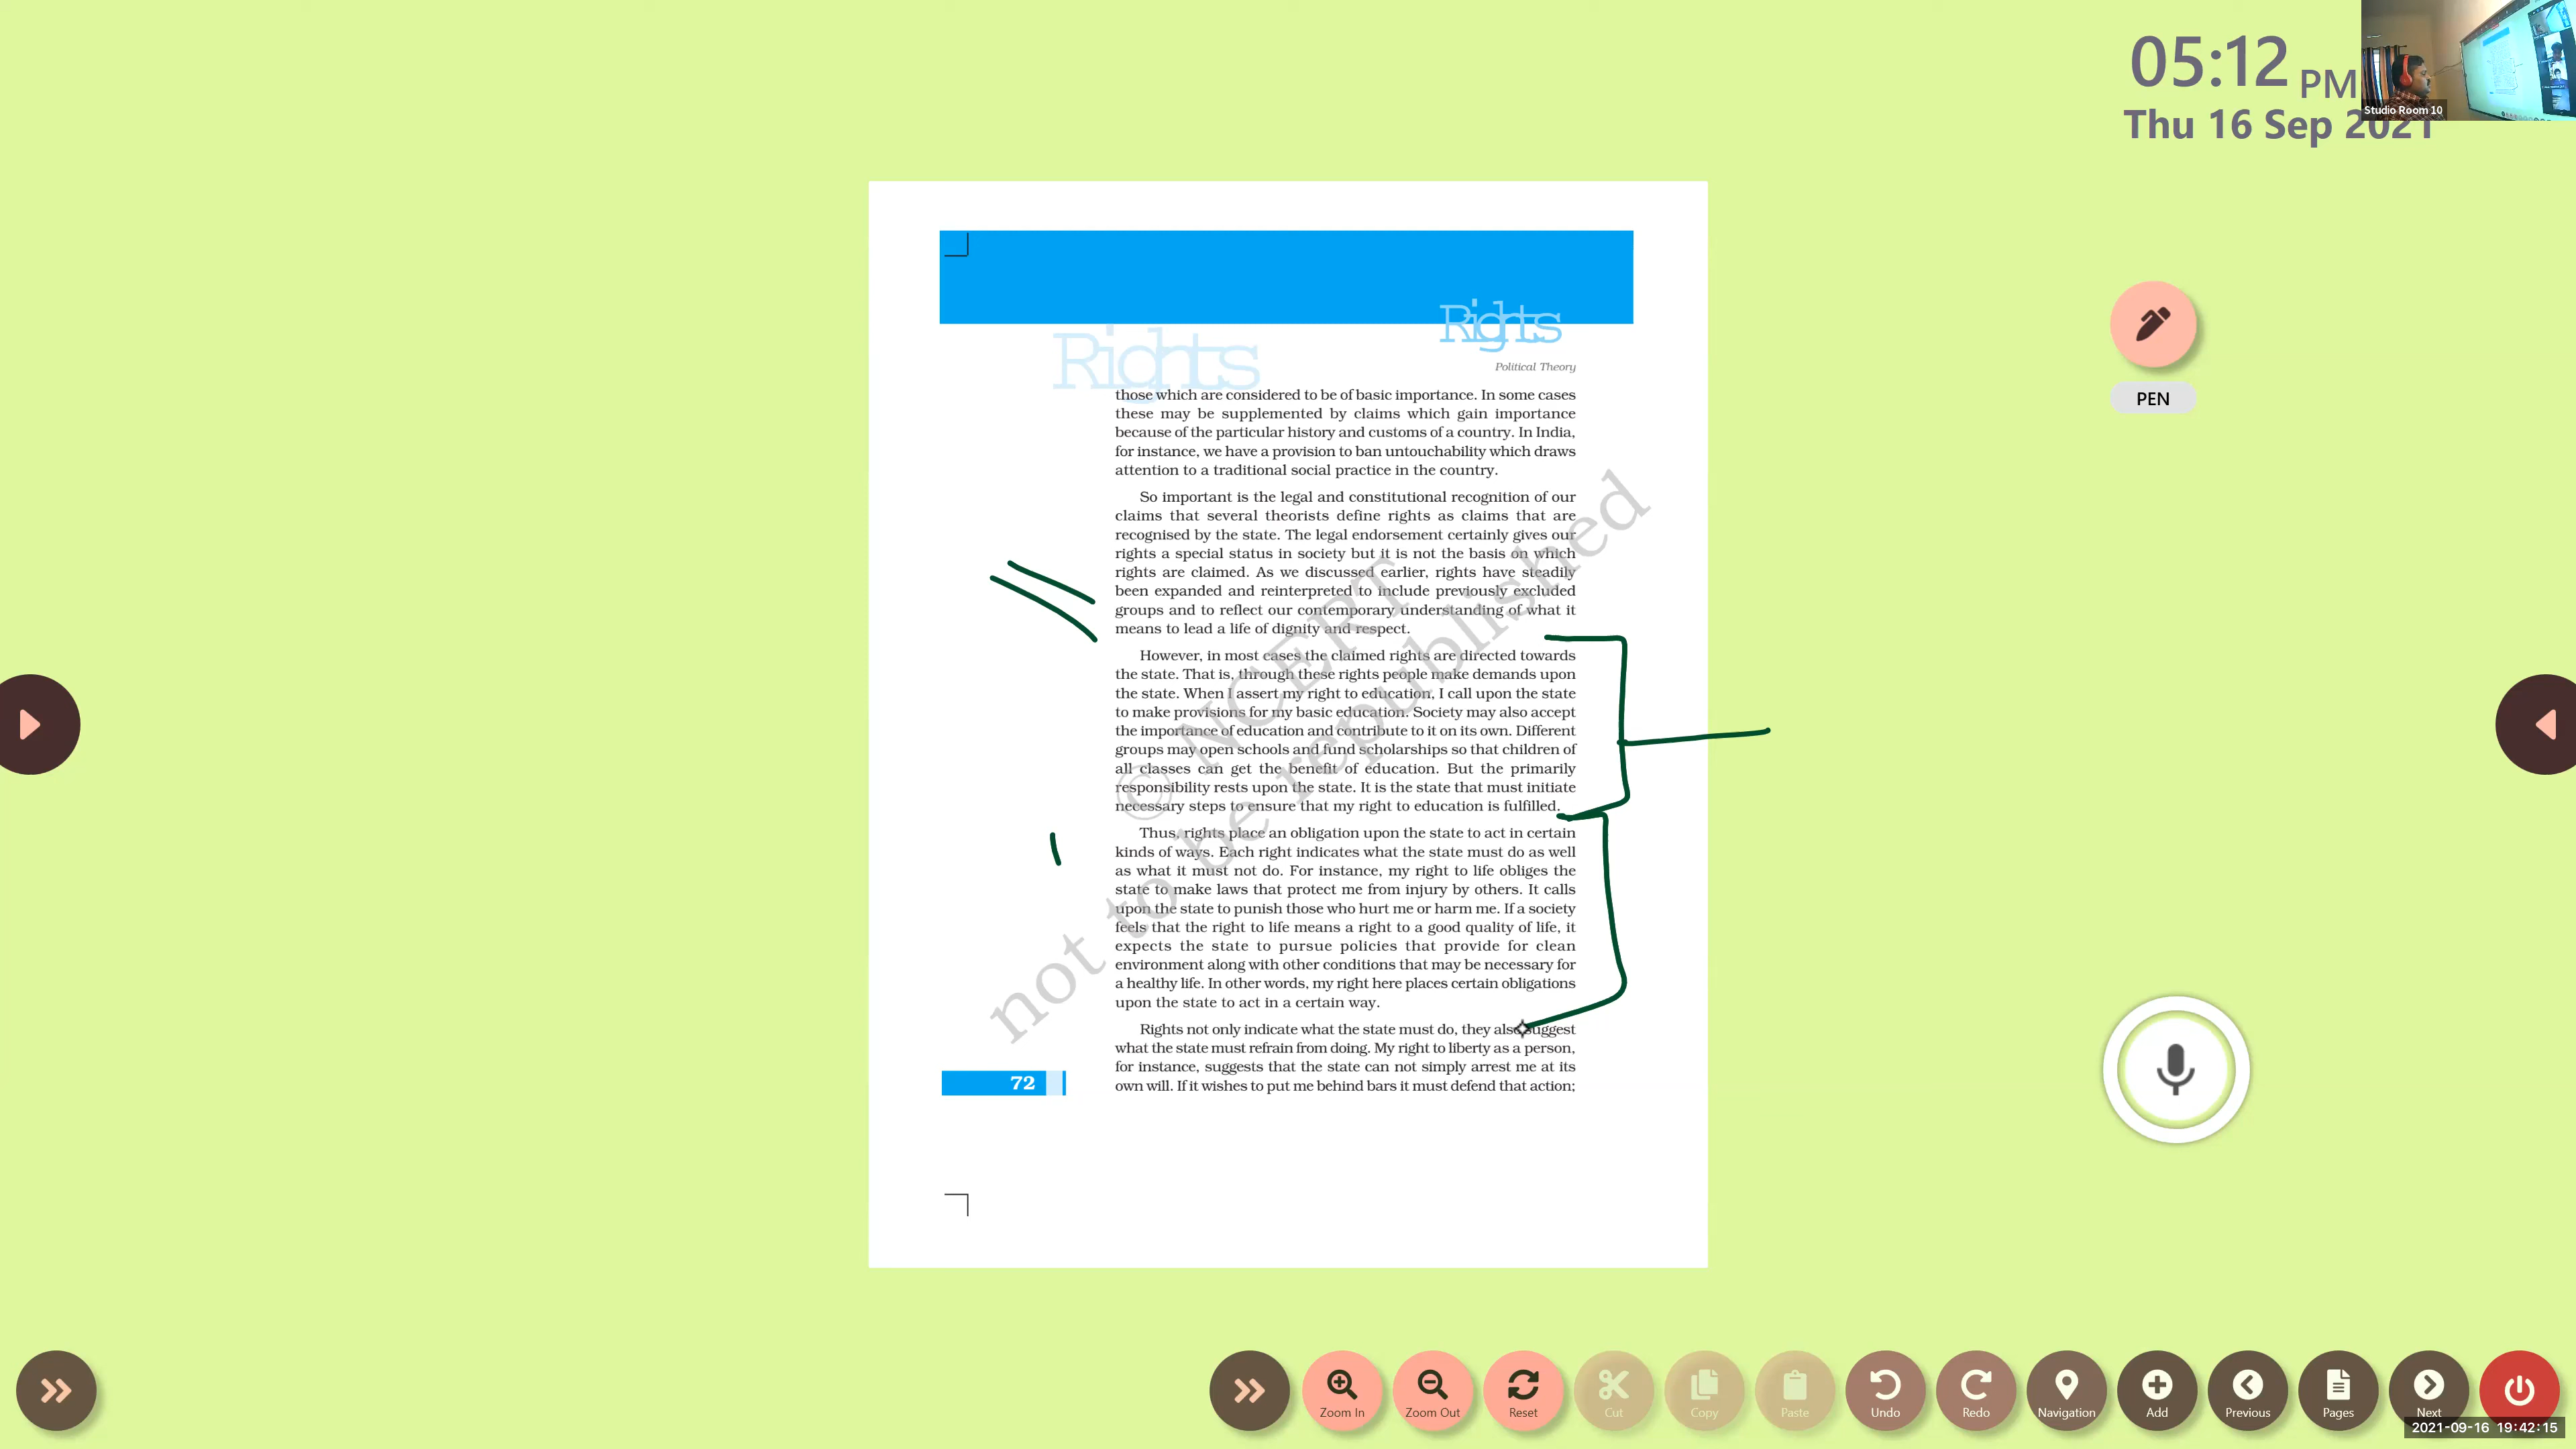 05:12 PM
Thu 16 Sep 2021
Studio Room 10
Rights
Rights
Political Theory
those which are considered to be of basic importance. In some cases
these may be supplemented by claims which gain importance
because of the particular history and customs of a country. In India,
for instance, we have a provision to ban untouchability which draws
attention to a traditional social practice in the country.
So important is the legal and constitutional recognition of our
claims that several theorists define rights as claims that are
recognised by the state. The legal endorsement certainly gives our
rights a special status in society but it is not the basis on which
rights are claimed. As we discussed earlier, rights have steadily
been expanded and reinterpreted to include previously excluded
groups and to reflect our contemporary understanding of what it
means to lead a life of dignity and respect.
However, in most cases the claimed rights are directed towards
the state. That is, through these rights people make demands upon
the state. When I assert my right to education, I call upon the state
to make provisions for my basic education. Society may also accept
the importance of education and contribute to it on its own. Different
groups may open schools and fund scholarships so that children of
all classes can get the benefit of education. But the primarily
responsibility rests upon the state. It is the state that must initiate
necessary steps to ensure that my right to education is fulfilled.
Thus, rights place an obligation upon the state to act in certain
kinds of ways. Each right indicates what the state must do as well
as what it must not do. For instance, my right to life obliges the
state to make laws that protect me from injury by others. It calls
upon the state to punish those who hurt me or harm me. If a society
feels that the right to life means a right to a good quality of life, it
expects the state to pursue policies that provide for clean
environment along with other conditions that may be necessary for
a healthy life. In other words, my right here places certain obligations
upon the state to act in a certain way.
Rights not only indicate what the state must do, they also suggest
what the state must refrain from doing. My right to liberty as a person,
for instance, suggests that the state can not simply arrest me at its
own will. If it wishes to put me behind bars it must defend that action;
72
© NCERT
not to be republished
PEN
Zoom In
Zoom Out
Reset
Cut
Copy
Paste
Undo
Redo
Navigation
Add
Previous
Pages
Next
2021-09-16 19:42:15